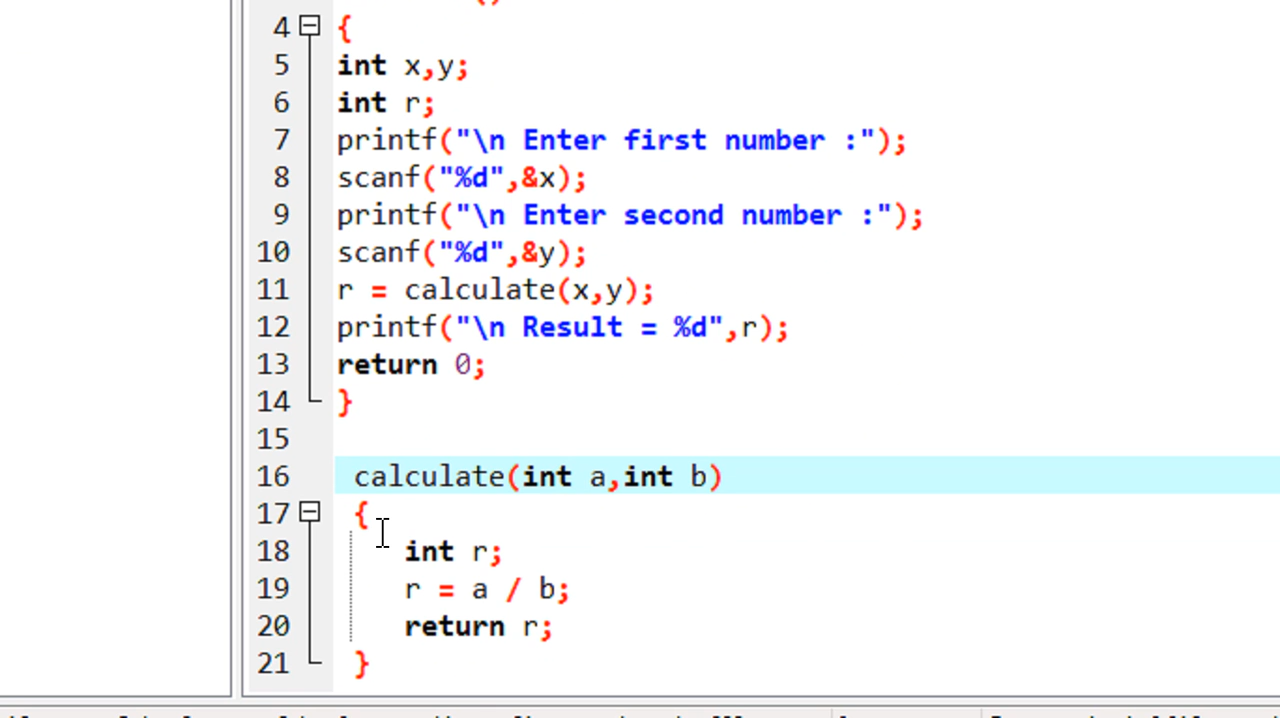 4 {
5 int x,y;
6 int r;
7 printf("\n Enter first number :");
8 scanf("%d",&x);
9 printf("\n Enter second number :");
10 scanf("%d",&y);
11 r = calculate(x,y);
12 printf("\n Result = %d",r);
13 return 0;
14 }
15
16 calculate(int a,int b)
17 {
18 int r;
19 r = a / b;
20 return r;
21 }